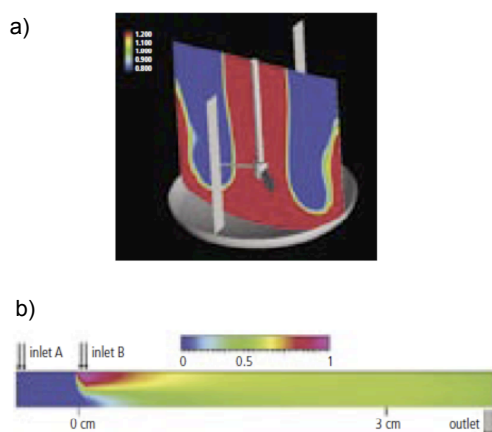 a)
1.200
1.100
1.000
0.900
0.800
b)
inlet A
inlet B
0 0.5 1
0 cm
3 cm
outlet